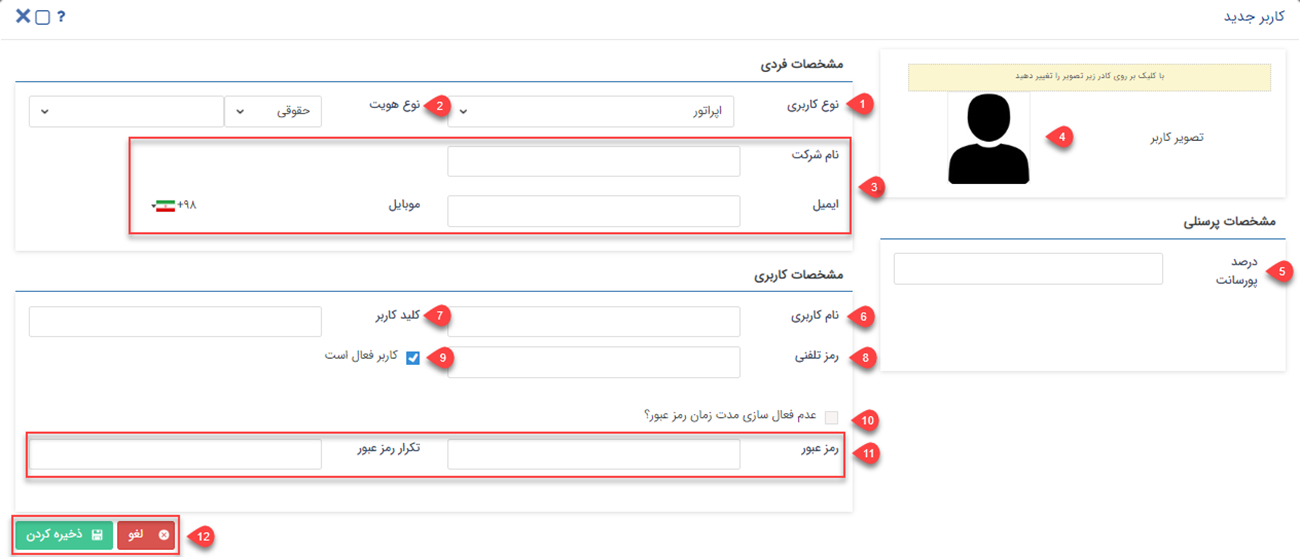 کاربر جدید
?
با کلیک بر روی کادر زیر تصویر را تغییر دهید
تصویر کاربر
4
مشخصات پرسنلی
درصد
پورسانت
5
مشخصات فردی
نوع کاربری
1
اپراتور
نوع هویت
2
حقوقی
نام شرکت
3
ایمیل
موبایل
+۹۸
مشخصات کاربری
نام کاربری
6
کلید کاربر
7
رمز تلفنی
8
کاربر فعال است
9
عدم فعال سازی مدت زمان رمز عبور؟
10
رمز عبور
تکرار رمز عبور
11
لغو
ذخیره کردن
12